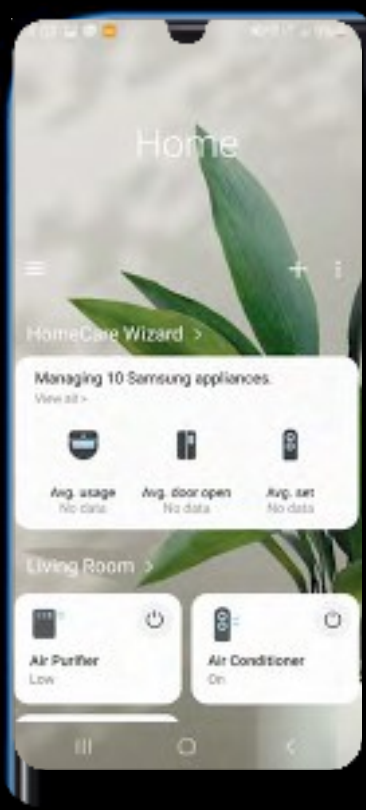 Home
HomeCare Wizard >
Managing 10 Samsung appliances.
View all >
Avg. usage Avg. door open Avg. set
No data No data No data
Living Room >
Air Purifier Air Conditioner
Low On